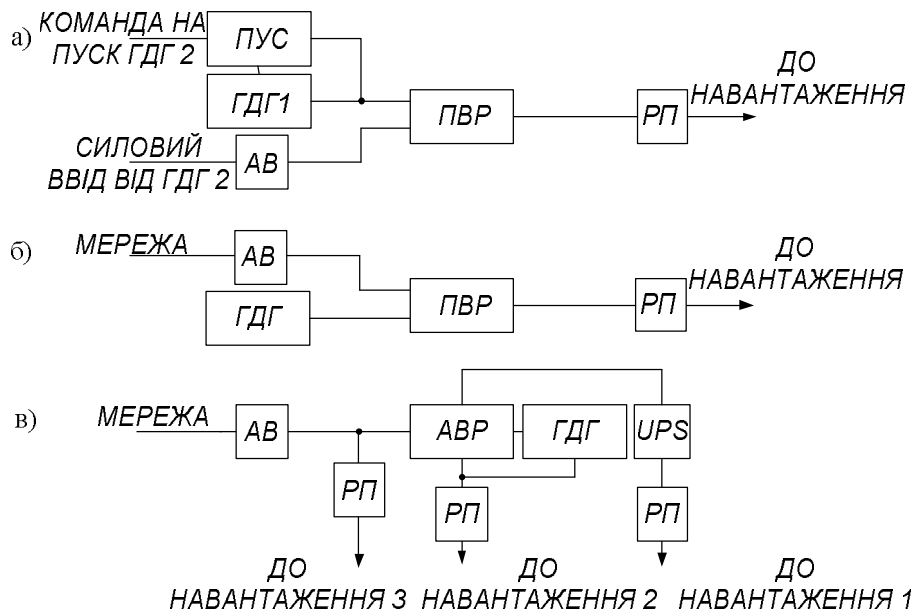 а)
КОМАНДА НА
ПУСК ГДГ 2
ПУС
ГДГ1
СИЛОВИЙ
ВВІД ВІД ГДГ 2
АВ
ПВР
РП
ДО
НАВАНТАЖЕННЯ
б)
МЕРЕЖА
АВ
ГДГ
ПВР
РП
ДО
НАВАНТАЖЕННЯ
в)
МЕРЕЖА
АВ
АВР
ГДГ
UPS
РП
РП
РП
ДО
НАВАНТАЖЕННЯ 3
ДО
НАВАНТАЖЕННЯ 2
ДО
НАВАНТАЖЕННЯ 1